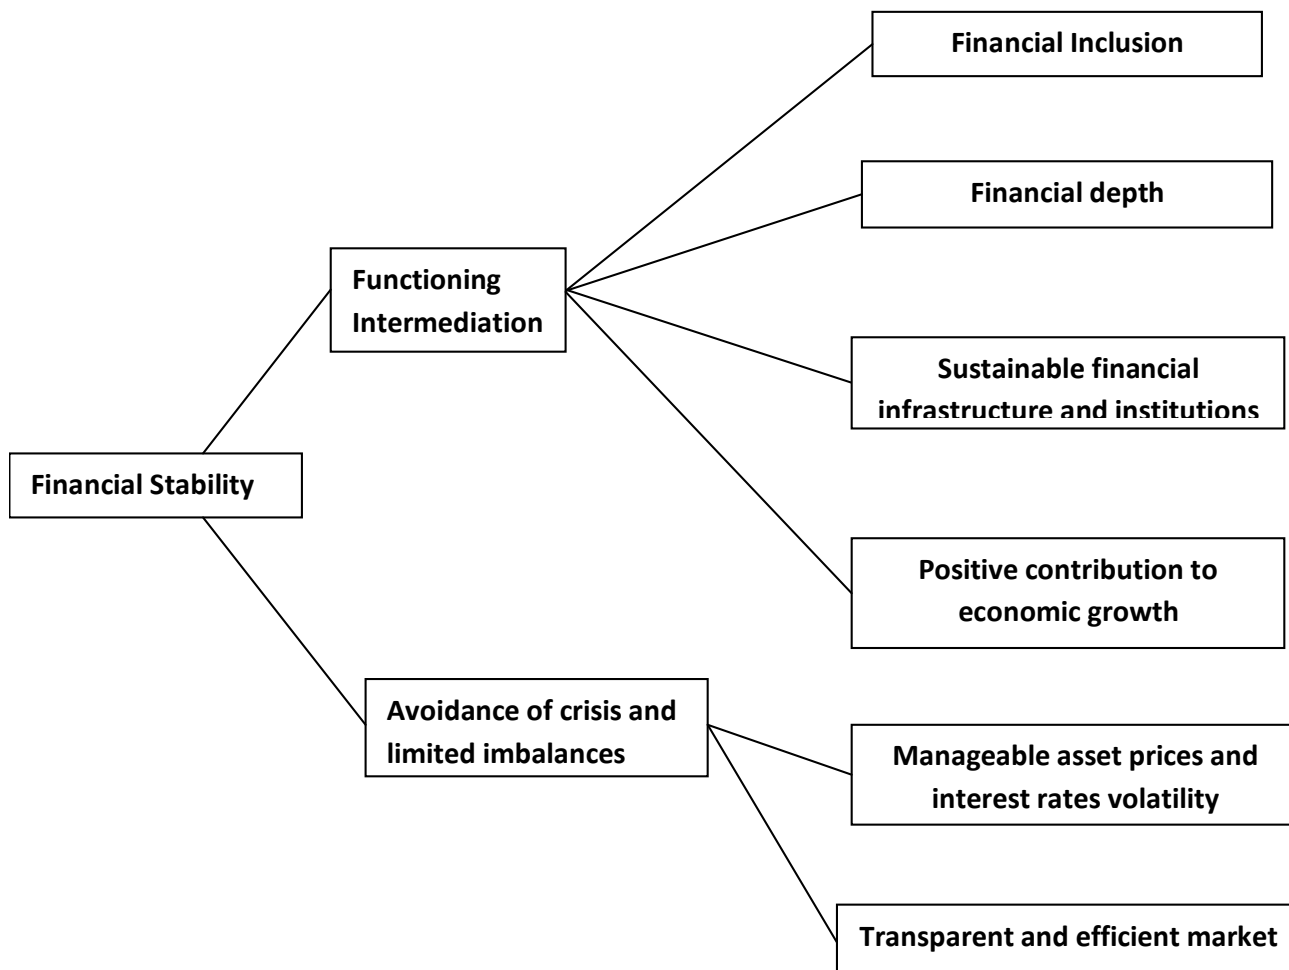 Financial Inclusion
Financial depth
Functioning
Intermediation
Sustainable financial
infrastructure and institutions
Financial Stability
Positive contribution to
economic growth
Avoidance of crisis and
limited imbalances
Manageable asset prices and
interest rates volatility
Transparent and efficient market